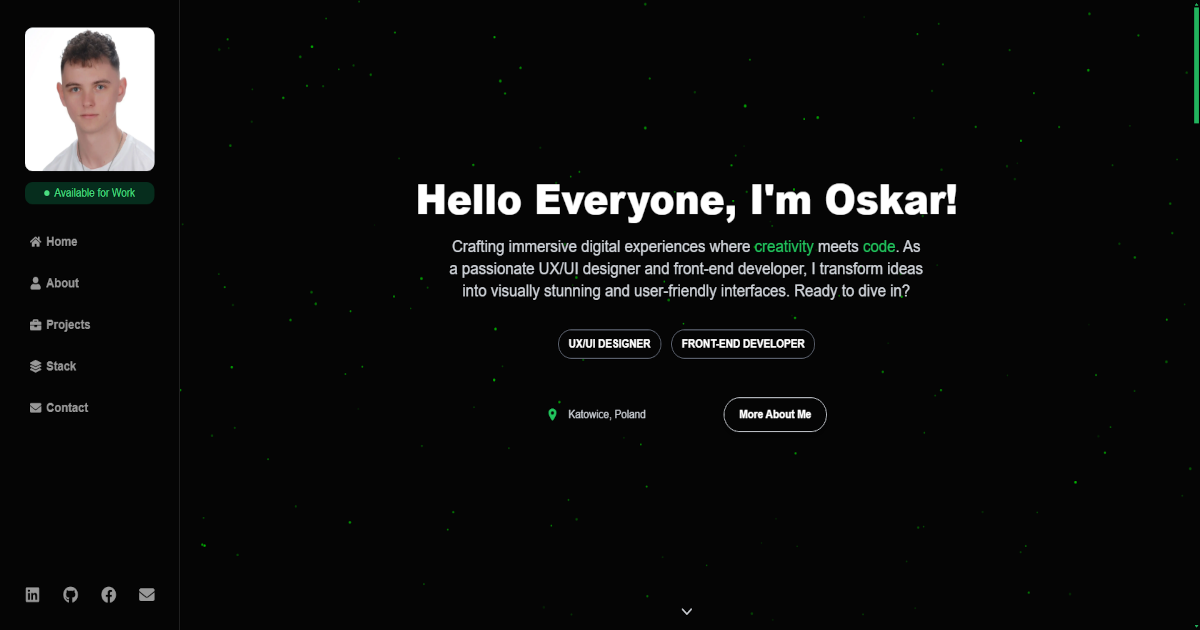 Available for Work
Home
About
Projects
Stack
Contact
Hello Everyone, I'm Oskar!
Crafting immersive digital experiences where creativity meets code. As
a passionate UX/UI designer and front-end developer, I transform ideas
into visually stunning and user-friendly interfaces. Ready to dive in?
UX/UI DESIGNER FRONT-END DEVELOPER
Katowice, Poland More About Me
in